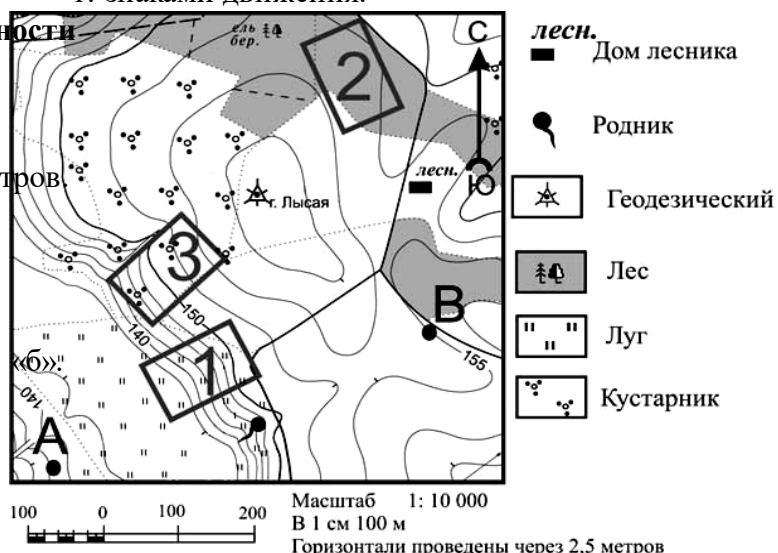 1. знаками движения.
ности
тров.
«б».
ель
бер.
2
С
лесн.
Ю
г. Лысая
3
150
140
1
В
155
140
А
лесн.
Дом лесника
Родник
Геодезический
Лес
Луг
Кустарник
100 0 100 200
Масштаб 1: 10 000
В 1 см 100 м
Горизонтали проведены через 2,5 метров